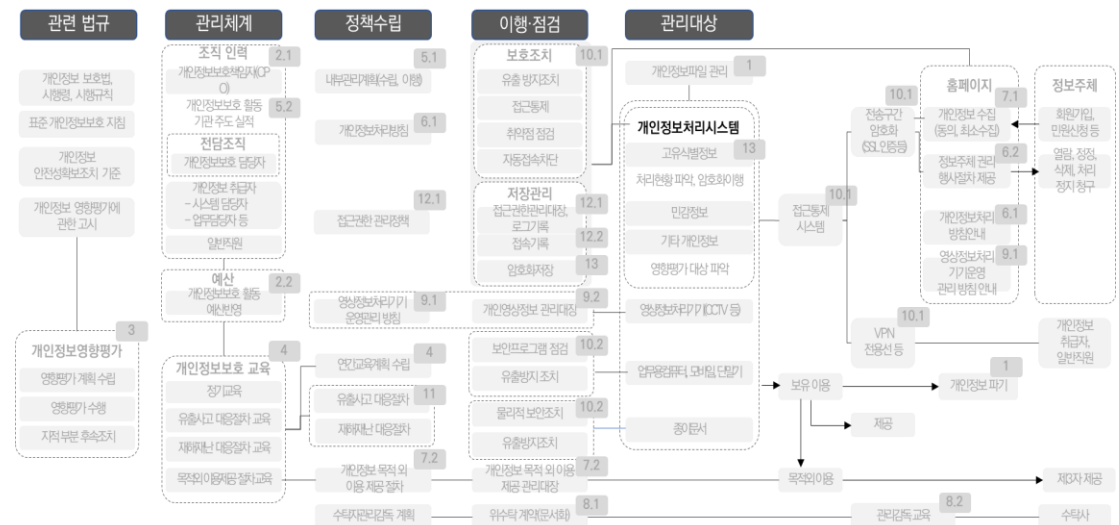 관련 법규
관리체계
정책수립
이행·점검
관리대상
개인정보 보호법,
시행령, 시행규칙
표준 개인정보보호 지침
개인정보
안전성확보조치 기준
개인정보 영향평가에
관한 고시
3
개인정보영향평가
영향평가 계획 수립
영향평가 수행
지적 부분 후속조치
조직 인력
2.1
개인정보보호책임자(CP
O)
개인정보보호 활동
기관 주도 실적
5.2
전담조직
개인정보보호 담당자
개인정보 취급자
– 시스템 담당자
– 업무담당자 등
일반직원
예산
2.2
개인정보보호 활동
예산반영
4
개인정보보호 교육
정기교육
유출사고 대응절차 교육
재해재난 대응절차 교육
목적외이용제공 절차교육
5.1
내부관리계획(수립, 이행)
6.1
개인정보처리방침
12.1
접근권한 관리정책
영상정보처리기기
운영관리 방침
9.1
연간교육계획 수립
4
유출사고 대응절차
11
재해재난 대응절차
7.2
개인정보 목적 외
이용 제공 절차
수탁자관리감독 계획
보호조치
10.1
유출 방지조치
접근통제
취약점 점검
자동접속차단
저장관리
접근권한관리대장,
로그기록
12.1
접속기록
12.2
암호화저장
13
개인영상정보 관리대장
9.2
보안프로그램 점검
10.2
유출방지 조치
물리적 보안조치
10.2
유출방지조치
개인정보 목적 외 이용
제공 관리대장
7.2
위수탁 계약(문서화)
8.1
개인정보파일 관리
1
개인정보처리시스템
고유식별정보
13
처리현황 파악, 암호화이행
민감정보
기타 개인정보
영향평가 대상 파악
영상정보처리기기(CCTV 등)
업무용컴퓨터, 모바일, 단말기
종이문서
10.1
접근통제
시스템
보유 이용
제공
목적외이용
10.1
전송구간
암호화
(SSL인증등)
10.1
VPN
전용선 등
홈페이지
7.1
개인정보 수집
(동의, 최소수집)
6.2
정보주체 권리
행사절차 제공
개인정보처리
방침안내
6.1
9.1
영상정보처리
기기운영
관리 방침 안내
정보주체
회원가입,
민원신청 등
열람, 정정,
삭제, 처리
정지 청구
개인정보
취급자,
일반직원
1
개인정보 파기
제3자 제공
관리감독교육
8.2
수탁사